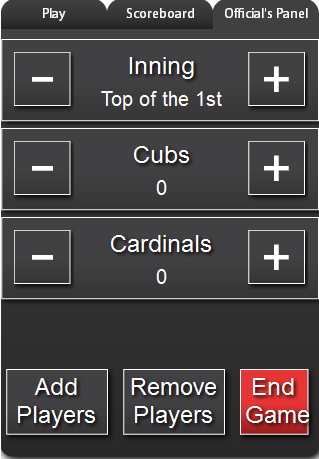 Play Scoreboard Official's Panel
Inning
Top of the 1st
Cubs
0
Cardinals
0
Add Remove End
Players Players Game